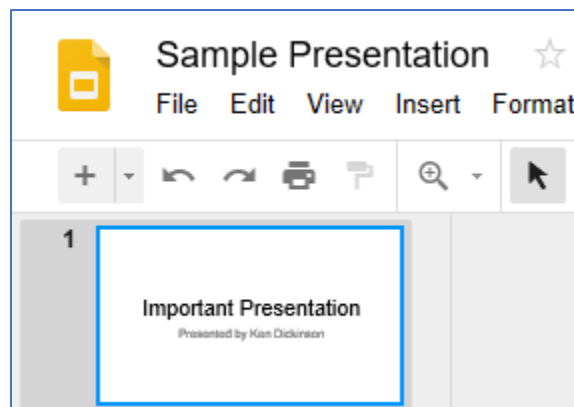 Sample Presentation
File Edit View Insert Format
1
Important Presentation
Presented by Ken Dickinson